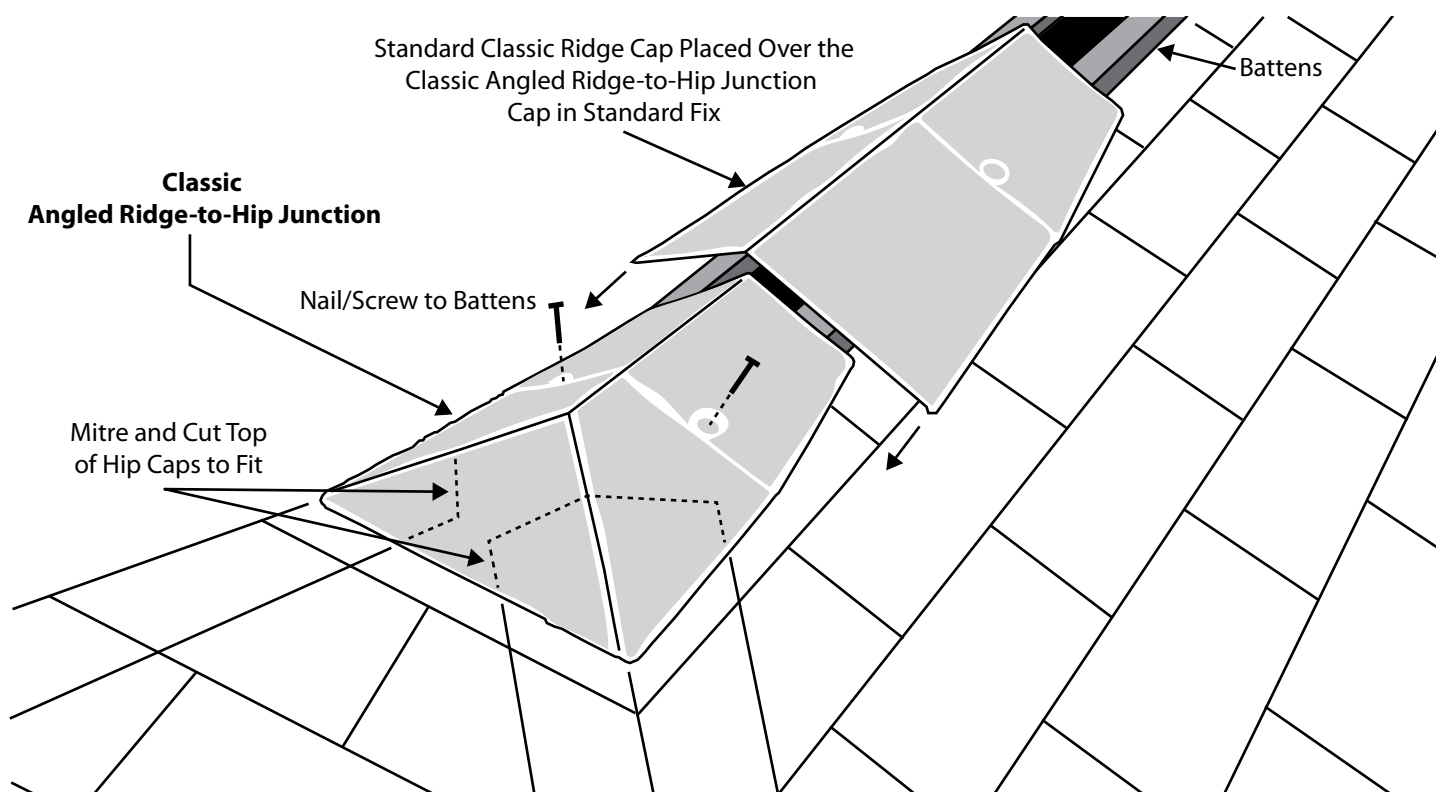 Standard Classic Ridge Cap Placed Over the
Classic Angled Ridge-to-Hip Junction
Cap in Standard Fix
Battens
Classic
Angled Ridge-to-Hip Junction
Nail/Screw to Battens
Mitre and Cut Top
of Hip Caps to Fit